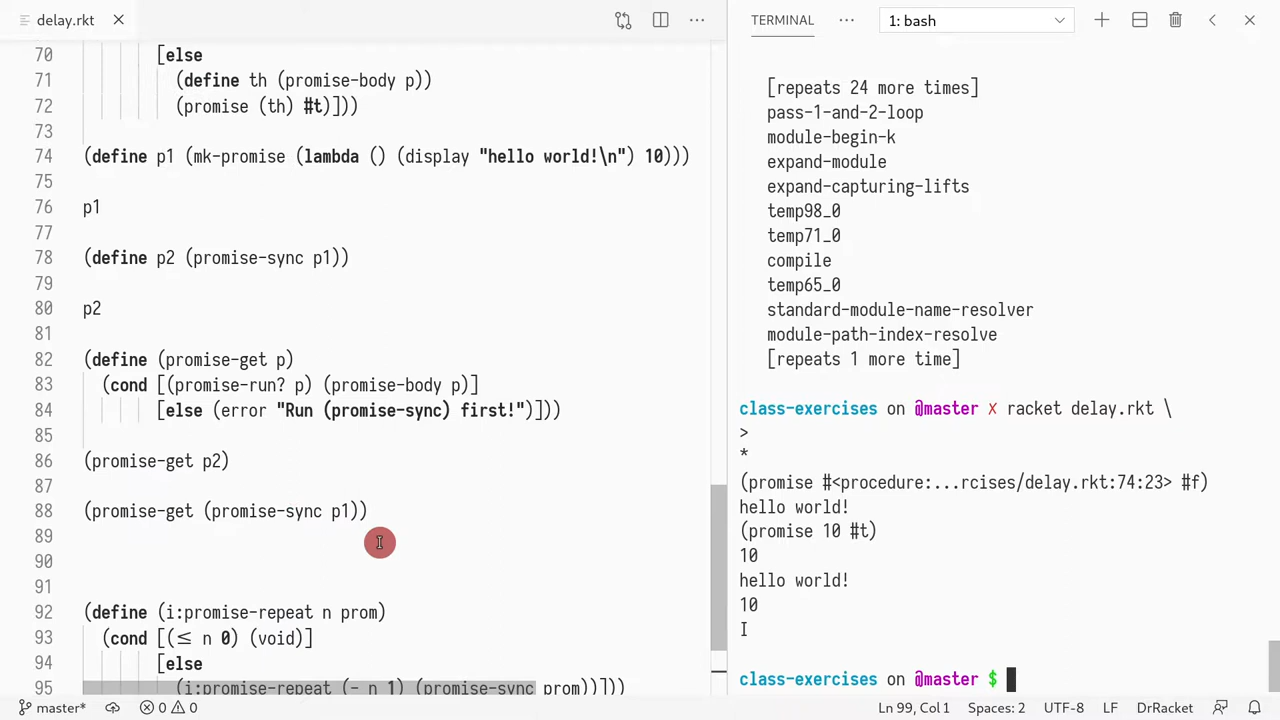 delay.rkt
TERMINAL
1: bash
70 [else
71 (define th (promise-body p))
72 (promise (th) #t)]))
73
74 (define p1 (mk-promise (lambda () (display "hello world!\n") 10)))
75
76 p1
77
78 (define p2 (promise-sync p1))
79
80 p2
81
82 (define (promise-get p)
83 (cond [(promise-run? p) (promise-body p)]
84 [else (error "Run (promise-sync) first!")]))
85
86 (promise-get p2)
87
88 (promise-get (promise-sync p1))
89
90
91
92 (define (i:promise-repeat n prom)
93 (cond [(≤ n 0) (void)]
94 [else
95 (i:promise-repeat (- n 1) (promise-sync prom))]))
[repeats 24 more times]
pass-1-and-2-loop
module-begin-k
expand-module
expand-capturing-lifts
temp98_0
temp71_0
compile
temp65_0
standard-module-name-resolver
module-path-index-resolve
[repeats 1 more time]
class-exercises on @master ✗ racket delay.rkt \
>
*
(promise #<procedure:...rcises/delay.rkt:74:23> #f)
hello world!
(promise 10 #t)
10
hello world!
10
class-exercises on @master $
master* 0 0 Ln 99, Col 1 Spaces: 2 UTF-8 LF DrRacket